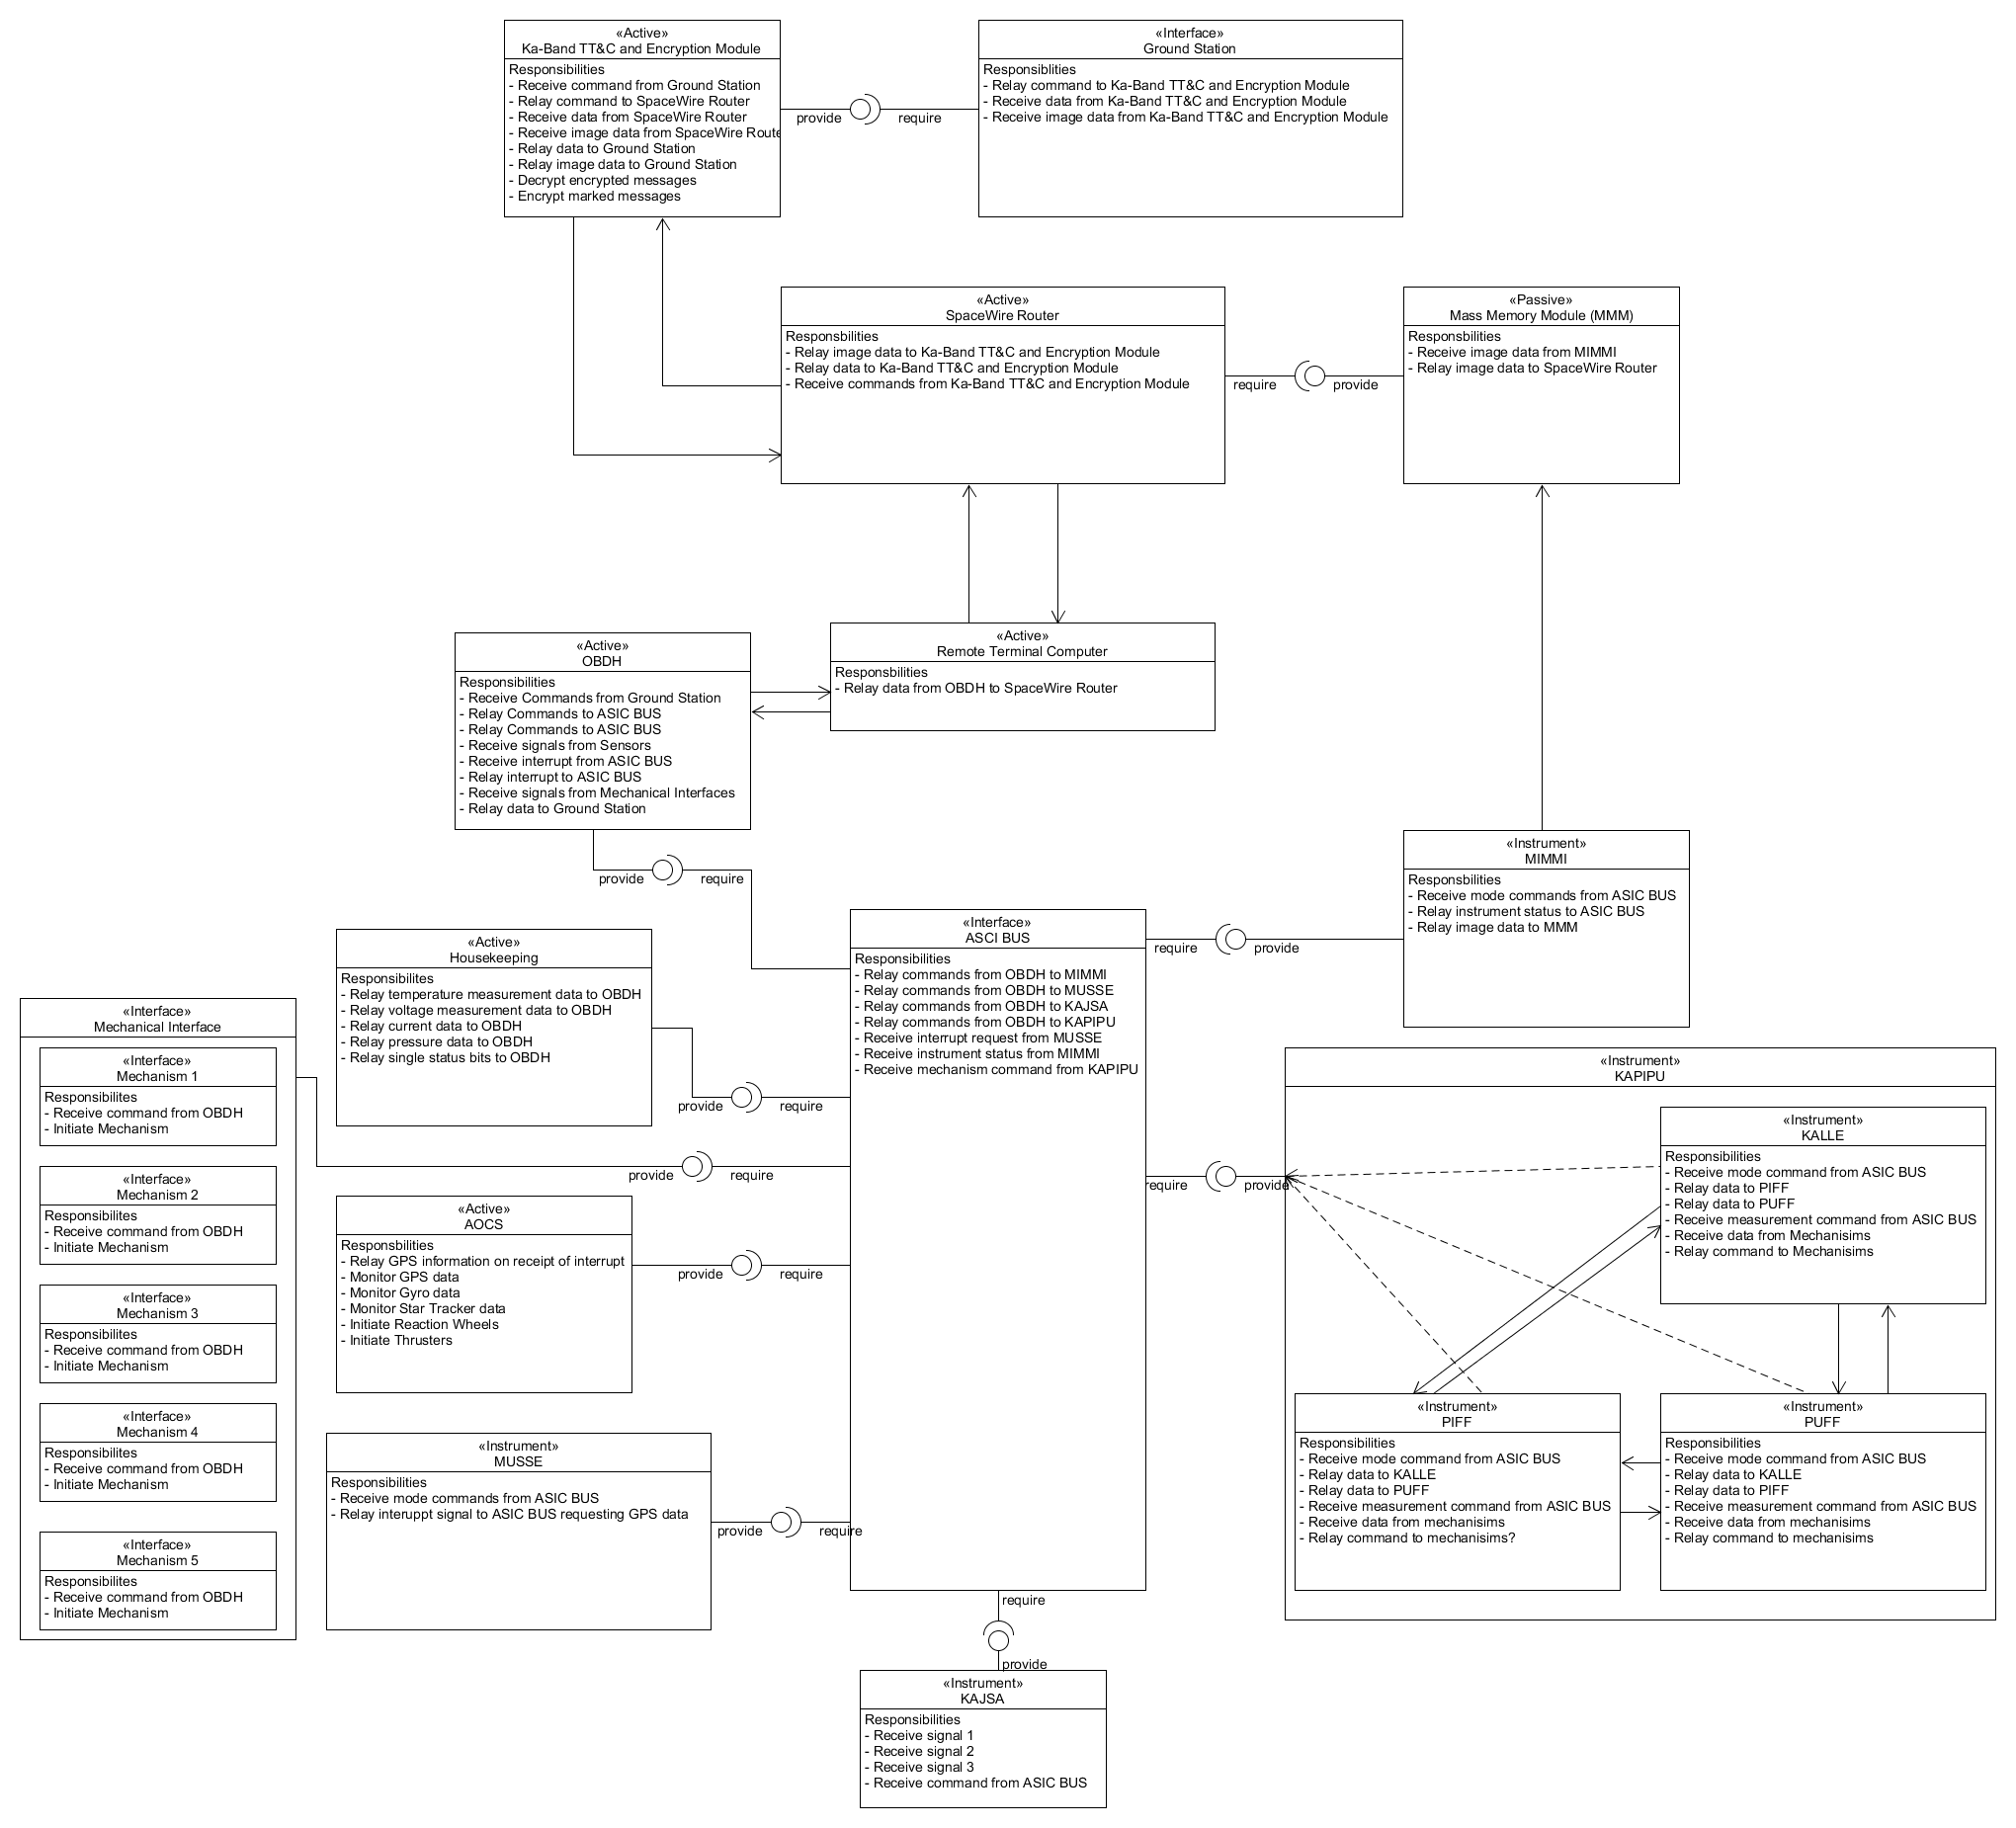 «Active»
Ka-Band TT&C and Encryption Module
Responsibilities
- Receive command from Ground Station
- Relay command to SpaceWire Router
- Receive data from SpaceWire Router
- Receive image data from SpaceWire Route
- Relay data to Ground Station
- Relay image data to Ground Station
- Decrypt encrypted messages
- Encrypt marked messages
provide
require
«Interface»
Ground Station
Responsiblities
- Relay command to Ka-Band TT&C and Encryption Module
- Receive data from Ka-Band TT&C and Encryption Module
- Receive image data from Ka-Band TT&C and Encryption Module
«Active»
SpaceWire Router
Responsbilities
- Relay image data to Ka-Band TT&C and Encryption Module
- Relay data to Ka-Band TT&C and Encryption Module
- Receive commands from Ka-Band TT&C and Encryption Module
require
provide
«Passive»
Mass Memory Module (MMM)
Responsbilities
- Receive image data from MIMMI
- Relay image data to SpaceWire Router
«Active»
OBDH
Responsibilities
- Receive Commands from Ground Station
- Relay Commands to ASIC BUS
- Relay Commands to ASIC BUS
- Receive signals from Sensors
- Receive interrupt from ASIC BUS
- Relay interrupt to ASIC BUS
- Receive signals from Mechanical Interfaces
- Relay data to Ground Station
«Active»
Remote Terminal Computer
Responsbilities
- Relay data from OBDH to SpaceWire Router
provide
require
«Instrument»
MIMMI
Responsbilities
- Receive mode commands from ASIC BUS
- Relay instrument status to ASIC BUS
- Relay image data to MMM
«Interface»
ASCI BUS
Responsibilities
- Relay commands from OBDH to MIMMI
- Relay commands from OBDH to MUSSE
- Relay commands from OBDH to KAJSA
- Relay commands from OBDH to KAPIPU
- Receive interrupt request from MUSSE
- Receive instrument status from MIMMI
- Receive mechanism command from KAPIPU
require
provide
«Active»
Housekeeping
Responsibilites
- Relay temperature measurement data to OBDH
- Relay voltage measurement data to OBDH
- Relay current data to OBDH
- Relay pressure data to OBDH
- Relay single status bits to OBDH
provide
require
«Interface»
Mechanical Interface
«Interface»
Mechanism 1
Responsibilites
- Receive command from OBDH
- Initiate Mechanism
«Interface»
Mechanism 2
Responsibilites
- Receive command from OBDH
- Initiate Mechanism
«Interface»
Mechanism 3
Responsibilites
- Receive command from OBDH
- Initiate Mechanism
«Interface»
Mechanism 4
Responsibilites
- Receive command from OBDH
- Initiate Mechanism
«Interface»
Mechanism 5
Responsibilites
- Receive command from OBDH
- Initiate Mechanism
provide
require
«Active»
AOCS
Responsbilities
- Relay GPS information on receipt of interrupt
- Monitor GPS data
- Monitor Gyro data
- Monitor Star Tracker data
- Initiate Reaction Wheels
- Initiate Thrusters
provide
require
«Instrument»
MUSSE
Responsibilities
- Receive mode commands from ASIC BUS
- Relay interuppt signal to ASIC BUS requesting GPS data
provide
require
require
provide
«Instrument»
KAPIPU
«Instrument»
KALLE
Responsibilities
- Receive mode command from ASIC BUS
- Relay data to PIFF
- Relay data to PUFF
- Receive measurement command from ASIC BUS
- Receive data from Mechanisims
- Relay command to Mechanisims
«Instrument»
PIFF
Responsibilities
- Receive mode command from ASIC BUS
- Relay data to KALLE
- Relay data to PUFF
- Receive measurement command from ASIC BUS
- Receive data from mechanisims
- Relay command to mechanisims?
«Instrument»
PUFF
Responsibilities
- Receive mode command from ASIC BUS
- Relay data to KALLE
- Relay data to PIFF
- Receive measurement command from ASIC BUS
- Receive data from mechanisims
- Relay command to mechanisims
require
provide
«Instrument»
KAJSA
Responsibilities
- Receive signal 1
- Receive signal 2
- Receive signal 3
- Receive command from ASIC BUS